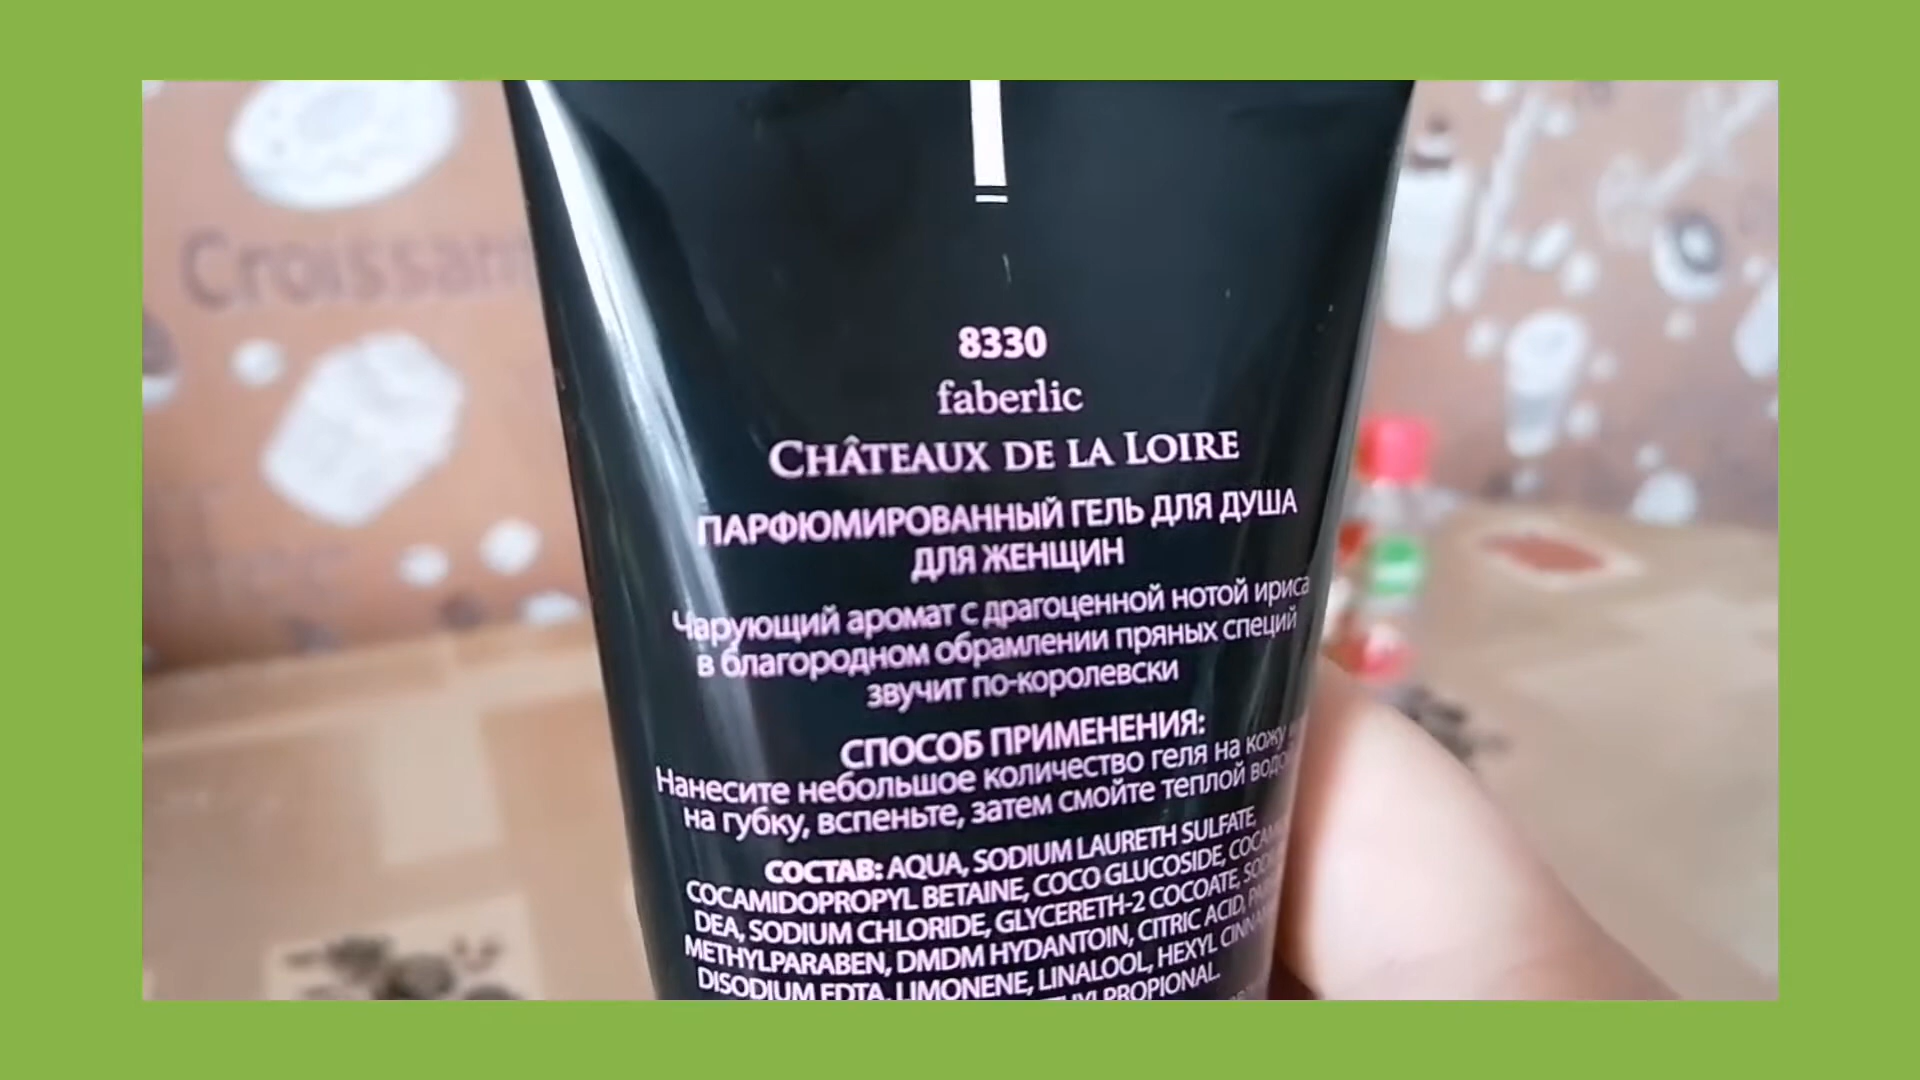 Croissan
8330
faberlic
CHÂTEAUX DE LA LOIRE
ПАРФЮМИРОВАННЫЙ ГЕЛЬ ДЛЯ ДУША
ДЛЯ ЖЕНЩИН
Чарующий аромат с драгоценной нотой ириса
в благородном обрамлении пряных специй
звучит по-королевски
СПОСОБ ПРИМЕНЕНИЯ:
Нанесите небольшое количество геля на кожу
на губку, вспеньте, затем смойте теплой водо
СОСТАВ: AQUA, SODIUM LAURETH SULFATE,
COCAMIDOPROPYL BETAINE, COCO GLUCOSIDE,
DEA, SODIUM CHLORIDE, GLYCERETH-2 COCOATE,
METHYLPARABEN, DMDM HYDANTOIN, CITRIC ACID,
DISODIUM EDTA, LIMONENE, LINALOOL, HEXYL